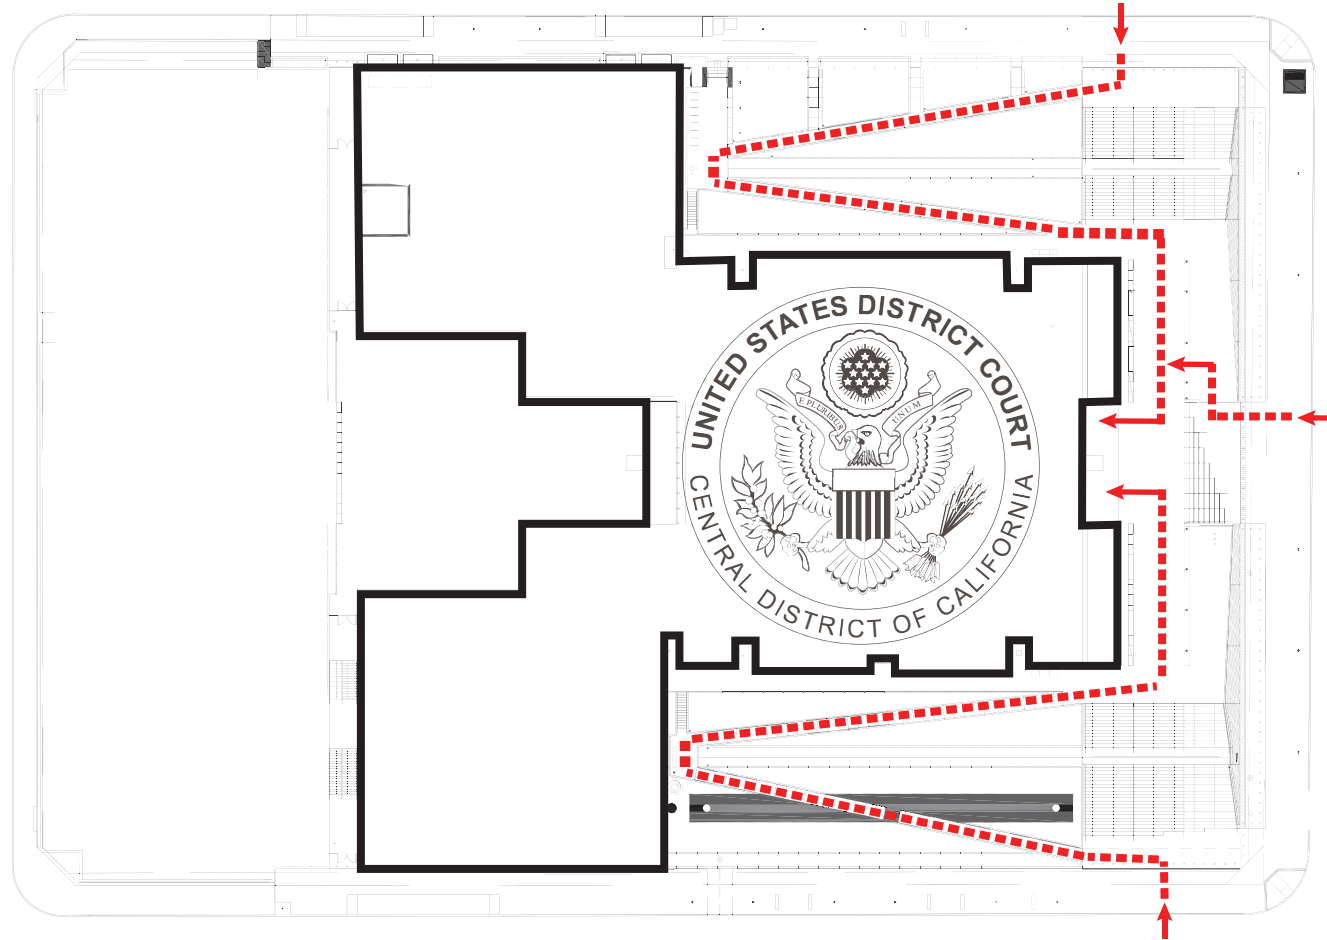 UNITED STATES DISTRICT COURT
E PLURIBUS UNUM
CENTRAL DISTRICT OF CALIFORNIA